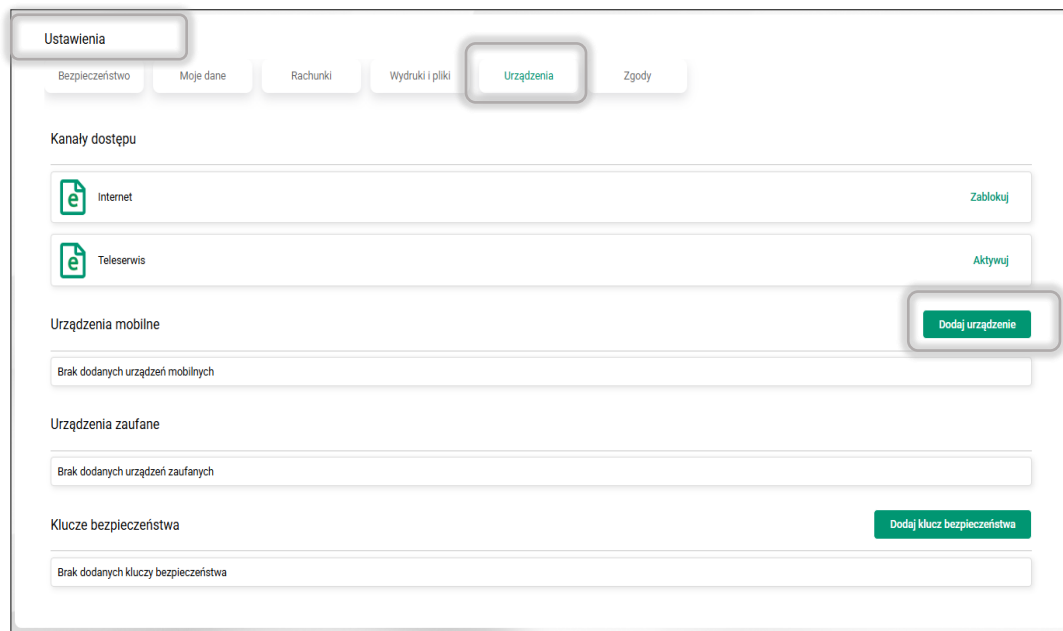 Ustawienia
Bezpieczeństwo Moje dane Rachunki Wydruki i pliki Urządzenia Zgody
Kanały dostępu
Internet Zablokuj
Teleserwis Aktywuj
Urządzenia mobilne Dodaj urządzenie
Brak dodanych urządzeń mobilnych
Urządzenia zaufane
Brak dodanych urządzeń zaufanych
Klucze bezpieczeństwa Dodaj klucz bezpieczeństwa
Brak dodanych kluczy bezpieczeństwa